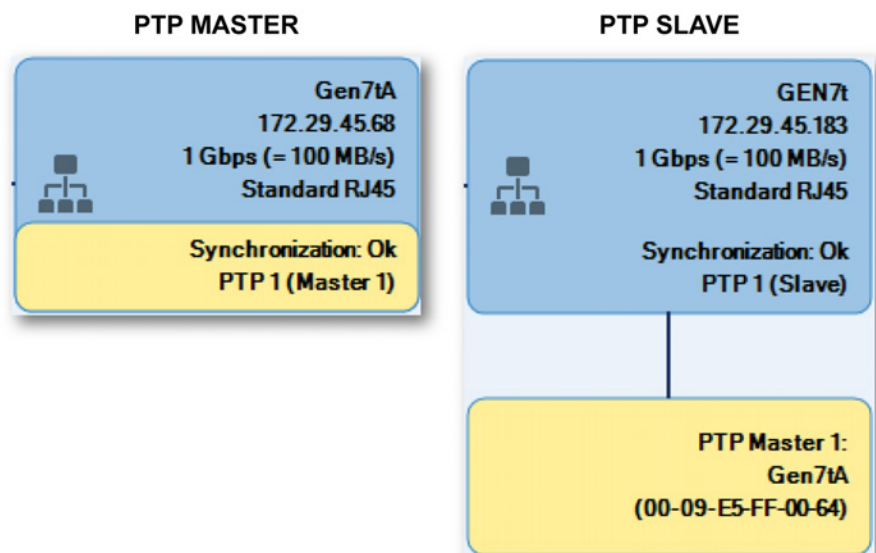 PTP MASTER
Gen7tA
172.29.45.68
1 Gbps (= 100 MB/s)
Standard RJ45
Synchronization: Ok
PTP 1 (Master 1)
PTP SLAVE
GEN7t
172.29.45.183
1 Gbps (= 100 MB/s)
Standard RJ45
Synchronization: Ok
PTP 1 (Slave)
PTP Master 1:
Gen7tA
(00-09-E5-FF-00-64)